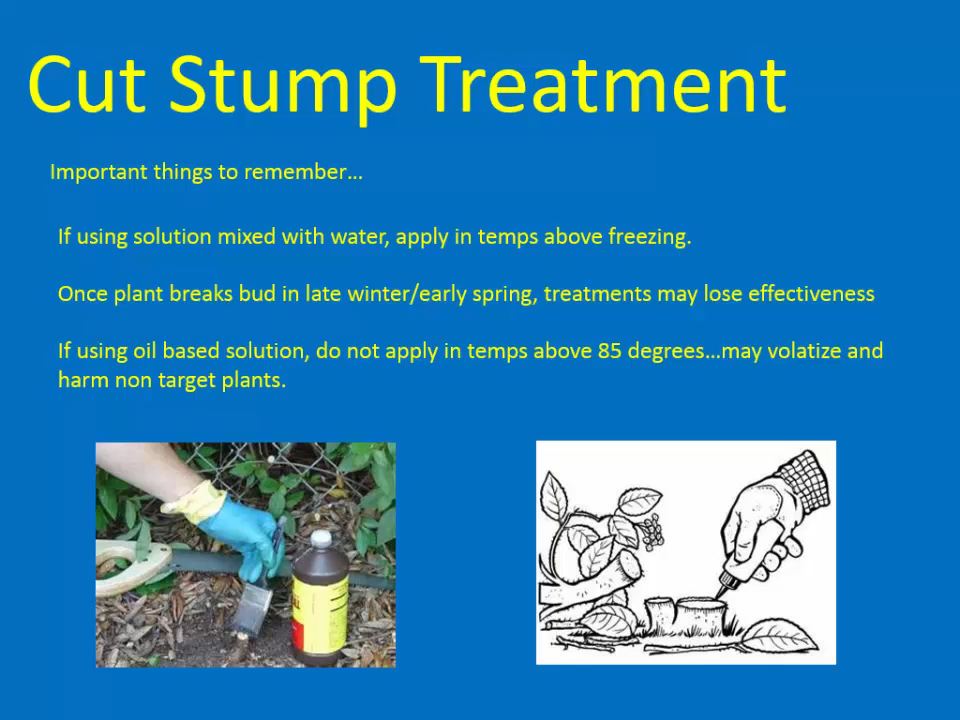 Cut Stump Treatment
Important things to remember…
If using solution mixed with water, apply in temps above freezing.
Once plant breaks bud in late winter/early spring, treatments may lose effectiveness
If using oil based solution, do not apply in temps above 85 degrees…may volatize and
harm non target plants.